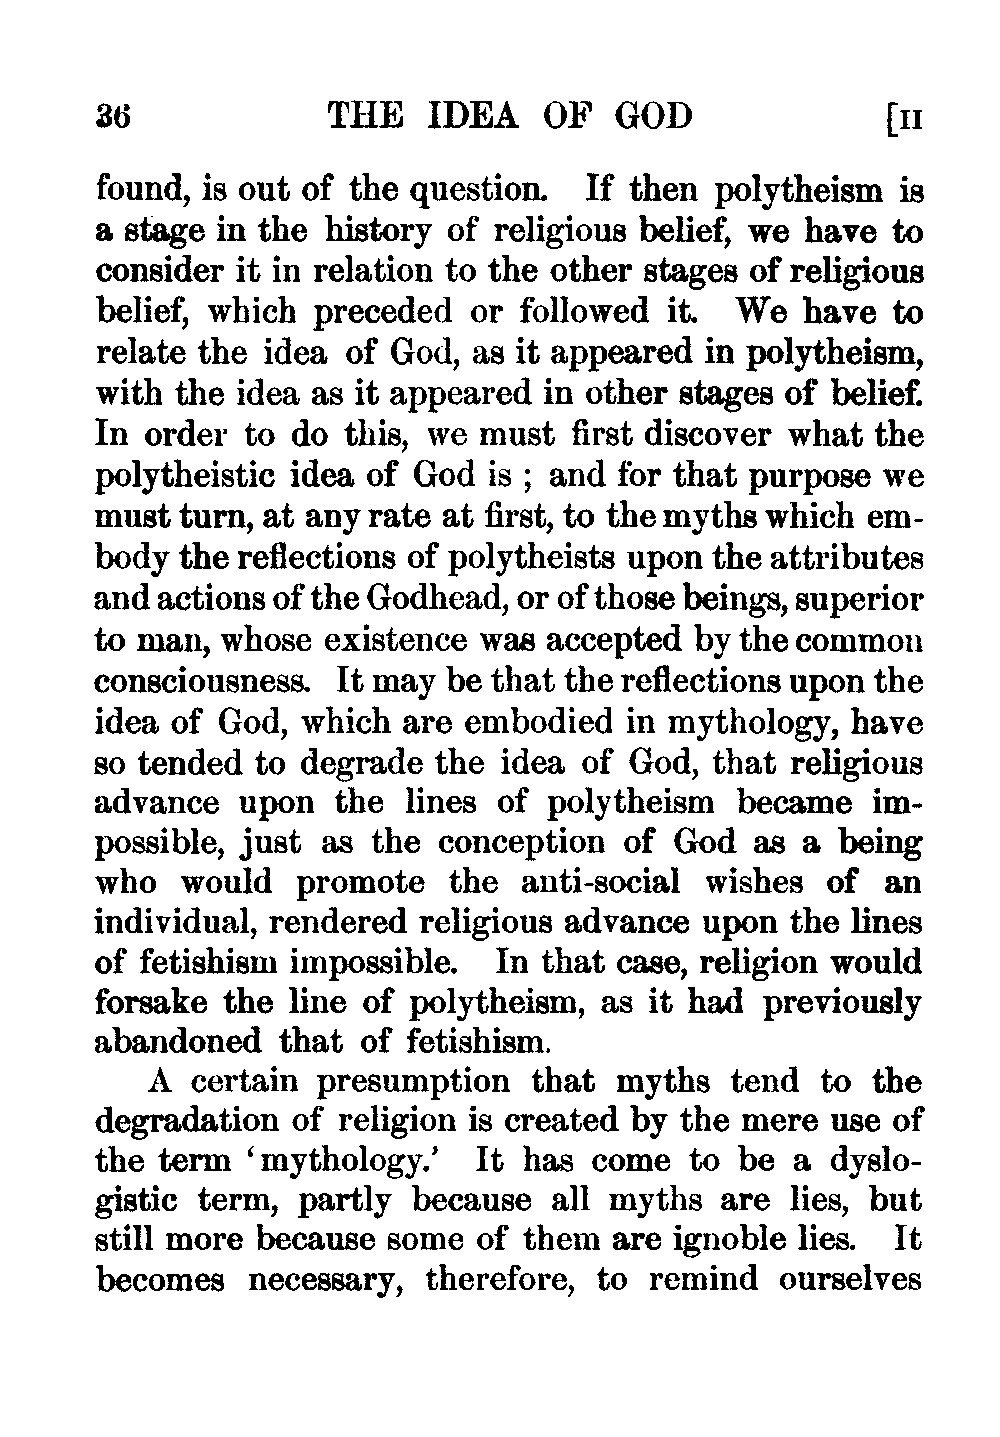 36 THE IDEA OF GOD [II
found, is out of the question. If then polytheism is
a stage in the history of religious belief, we have to
consider it in relation to the other stages of religious
belief, which preceded or followed it. We have to
relate the idea of God, as it appeared in polytheism,
with the idea as it appeared in other stages of belief.
In order to do this, we must first discover what the
polytheistic idea of God is ; and for that purpose we
must turn, at any rate at first, to the myths which em-
body the reflections of polytheists upon the attributes
and actions of the Godhead, or of those beings, superior
to man, whose existence was accepted by the common
consciousness. It may be that the reflections upon the
idea of God, which are embodied in mythology, have
so tended to degrade the idea of God, that religious
advance upon the lines of polytheism became im-
possible, just as the conception of God as a being
who would promote the anti-social wishes of an
individual, rendered religious advance upon the lines
of fetishism impossible. In that case, religion would
forsake the line of polytheism, as it had previously
abandoned that of fetishism.
A certain presumption that myths tend to the
degradation of religion is created by the mere use of
the term ‘mythology.’ It has come to be a dyslo-
gistic term, partly because all myths are lies, but
still more because some of them are ignoble lies. It
becomes necessary, therefore, to remind ourselves